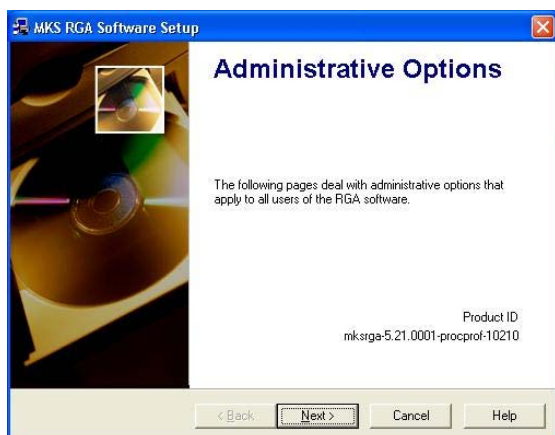 MKS RGA Software Setup
Administrative Options
The following pages deal with administrative options that
apply to all users of the RGA software.
Product ID
mksrga-5.21.0001-procprof-10210
< Back
Next >
Cancel
Help